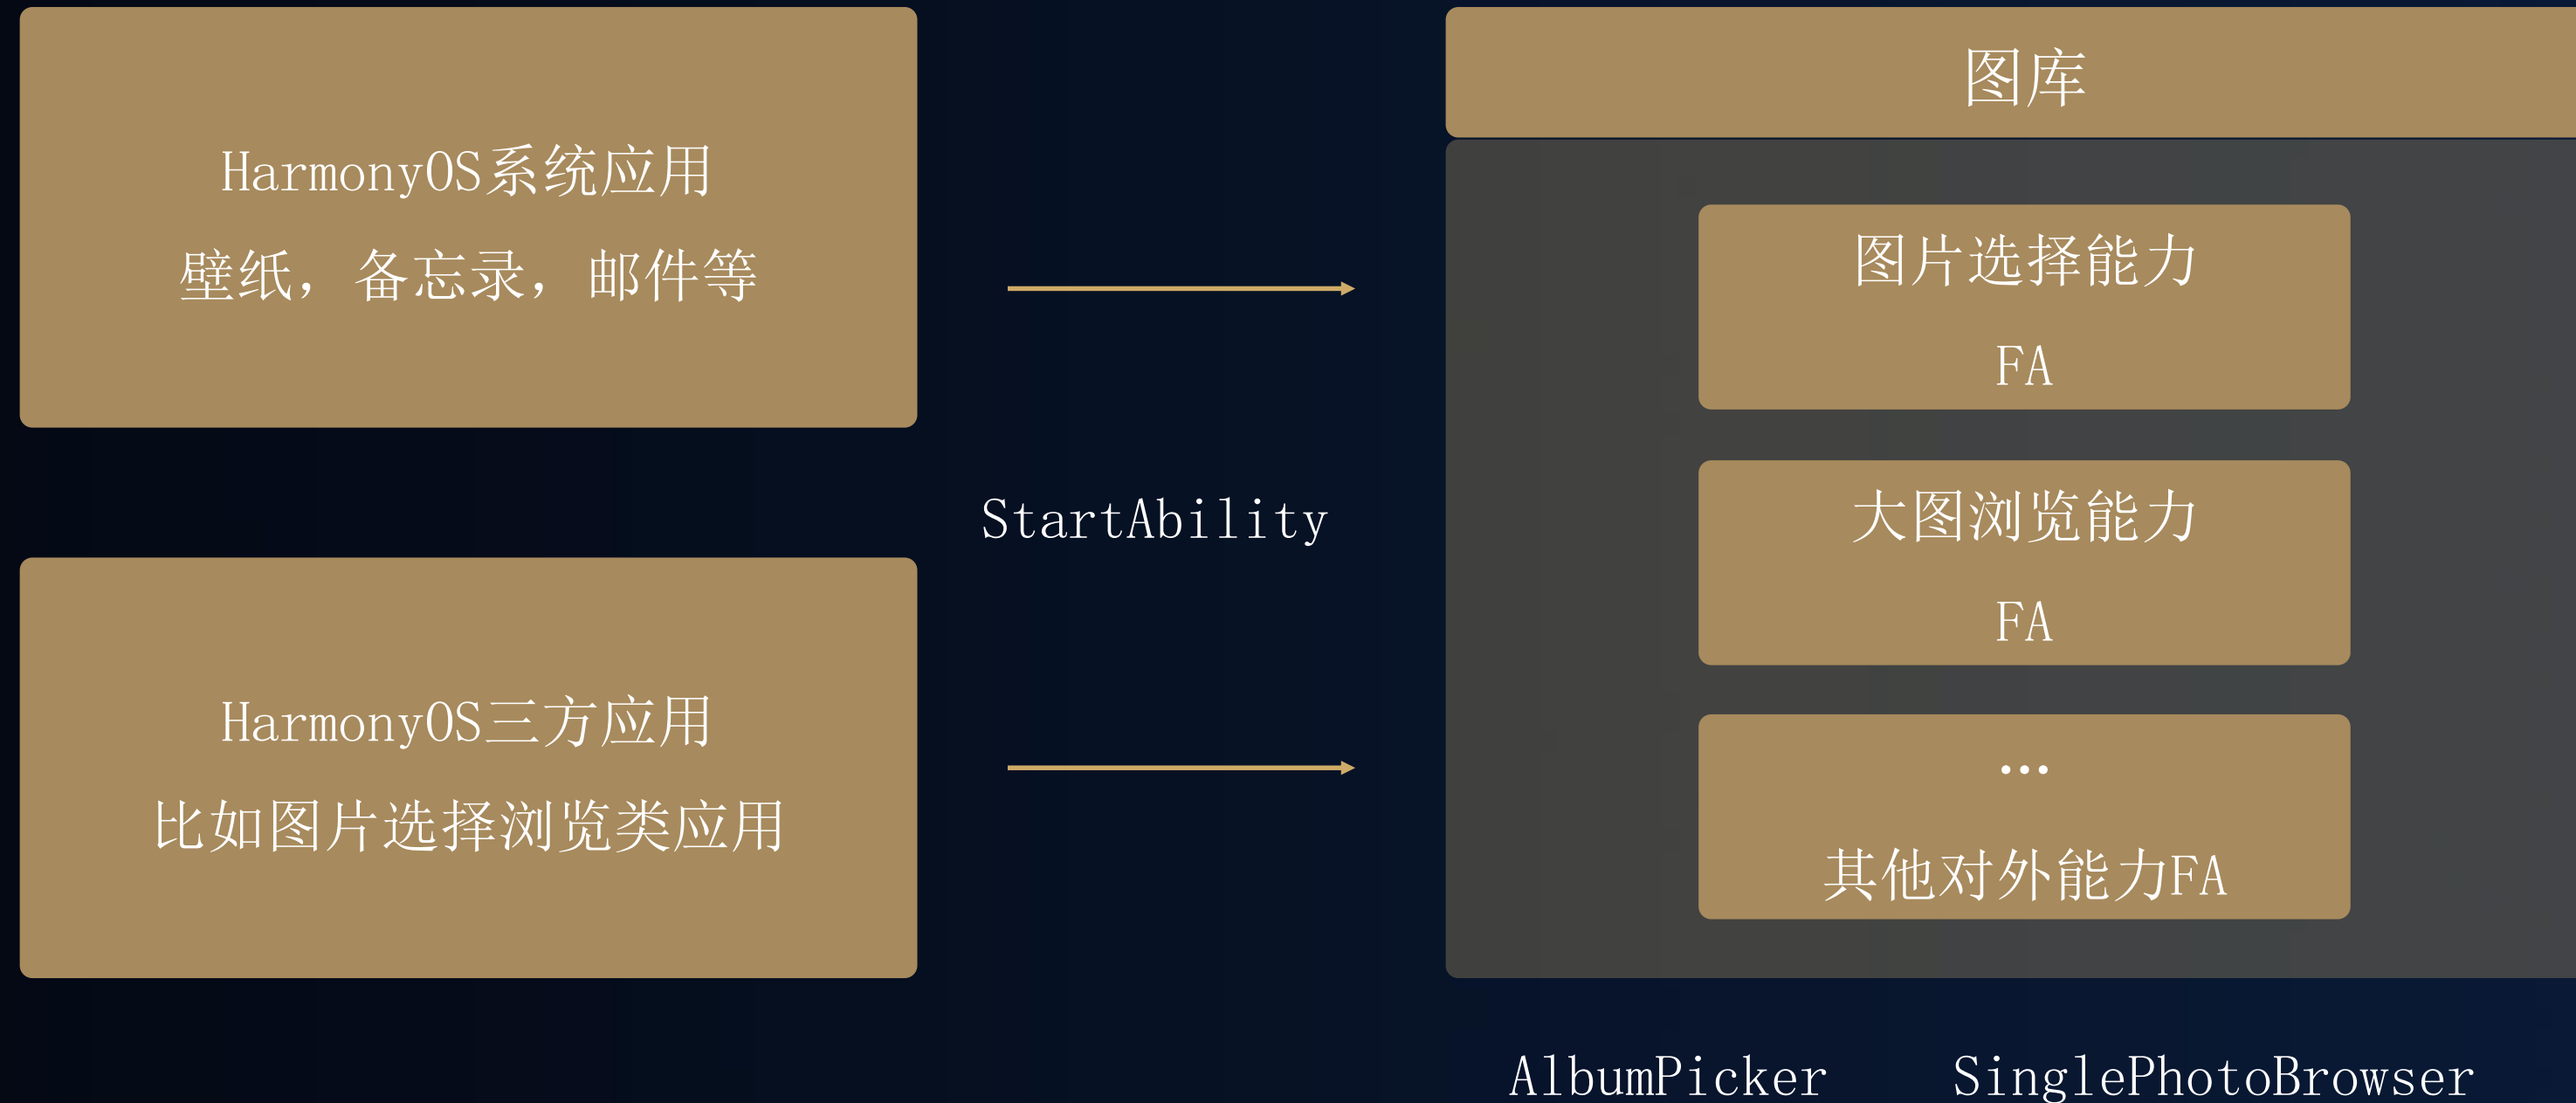 HarmonyOS系统应用
壁纸，备忘录，邮件等
HarmonyOS三方应用
比如图片选择浏览类应用
StartAbility
图库
图片选择能力
FA
大图浏览能力
FA
...
其他对外能力FA
AlbumPicker
SinglePhotoBrowser